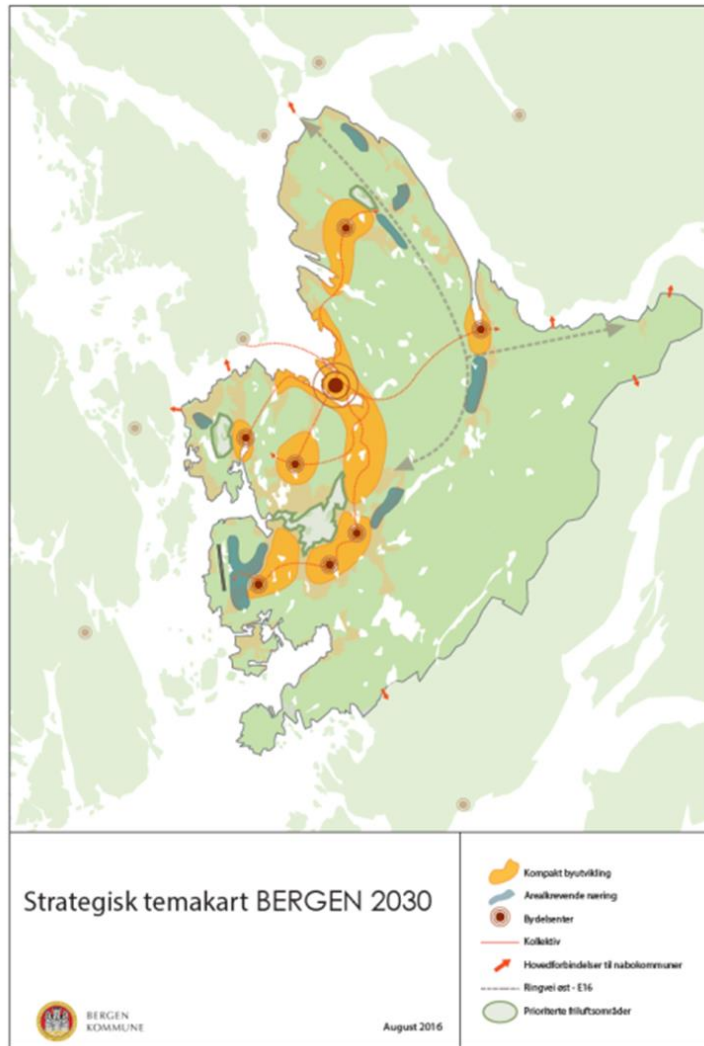 Strategisk temakart BERGEN 2030
BERGEN
KOMMUNE
August 2016
Kompakt byutvikling
Arealkrevende næring
Bydelsenter
Kollektiv
Hovedforbindelser til nabokommuner
Ringvei øst - E16
Prioriterte friluftsområder